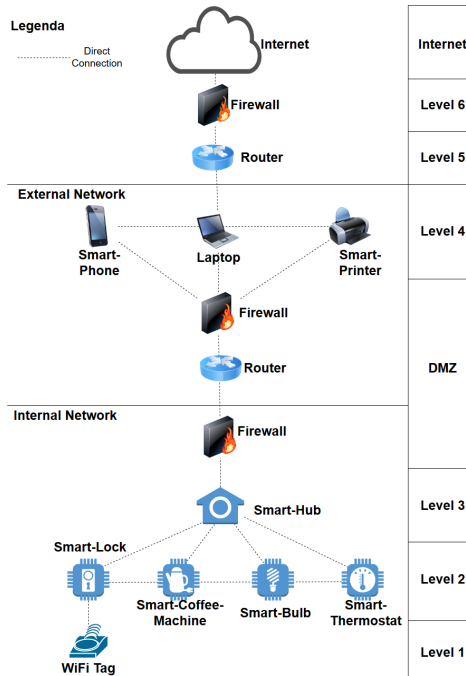 Legenda
Direct
Connection
Internet
Internet
Firewall
Level 6
Router
Level 5
External Network
Smart-
Phone
Laptop
Smart-
Printer
Level 4
Firewall
Router
DMZ
Internal Network
Firewall
Smart-Hub
Level 3
Smart-Lock
Smart-Coffee-
Machine
Smart-Bulb
Smart-
Thermostat
Level 2
WiFi Tag
Level 1